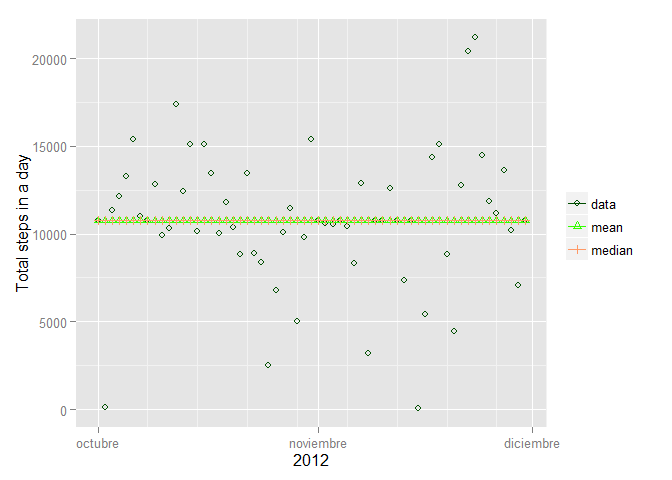 Total steps in a day
20000
15000
10000
5000
0
octubre
noviembre
diciembre
2012
data
mean
median